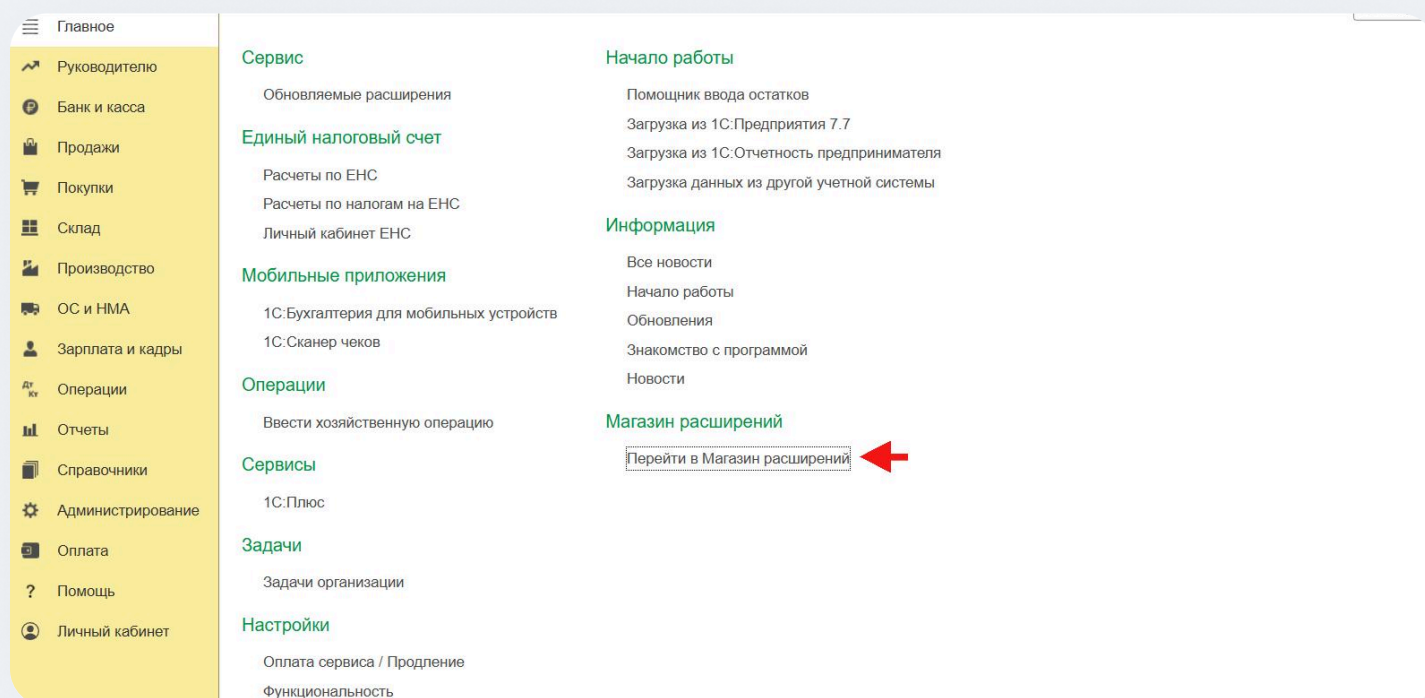 Главное
Руководителю
Банк и касса
Продажи
Покупки
Склад
Производство
ОС и НМА
Зарплата и кадры
Дт Кт Операции
Отчеты
Справочники
Администрирование
Оплата
? Помощь
Личный кабинет
Сервис
Обновляемые расширения
Единый налоговый счет
Расчеты по ЕНС
Расчеты по налогам на ЕНС
Личный кабинет ЕНС
Мобильные приложения
1С:Бухгалтерия для мобильных устройств
1С:Сканер чеков
Операции
Ввести хозяйственную операцию
Сервисы
1С:Плюс
Задачи
Задачи организации
Настройки
Оплата сервиса / Продление
Функциональность
Начало работы
Помощник ввода остатков
Загрузка из 1С:Предприятия 7.7
Загрузка из 1С:Отчетность предпринимателя
Загрузка данных из другой учетной системы
Информация
Все новости
Начало работы
Обновления
Знакомство с программой
Новости
Магазин расширений
Перейти в Магазин расширений